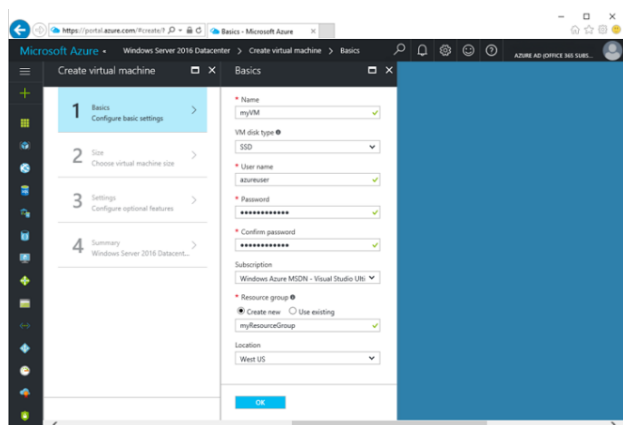 https://portal.azure.com/#create/l
Basics - Microsoft Azure
Microsoft Azure
Windows Server 2016 Datacenter > Create virtual machine > Basics
AZURE AD (OFFICE 365 SUBS...
Create virtual machine
1 Basics
Configure basic settings
2 Size
Choose virtual machine size
3 Settings
Configure optional features
4 Summary
Windows Server 2016 Datacent...
Basics
* Name
myVM
VM disk type
SSD
* User name
azureuser
* Password
••••••••••••
* Confirm password
••••••••••••
Subscription
Windows Azure MSDN - Visual Studio Ulti
* Resource group
Create new Use existing
myResourceGroup
Location
West US
OK